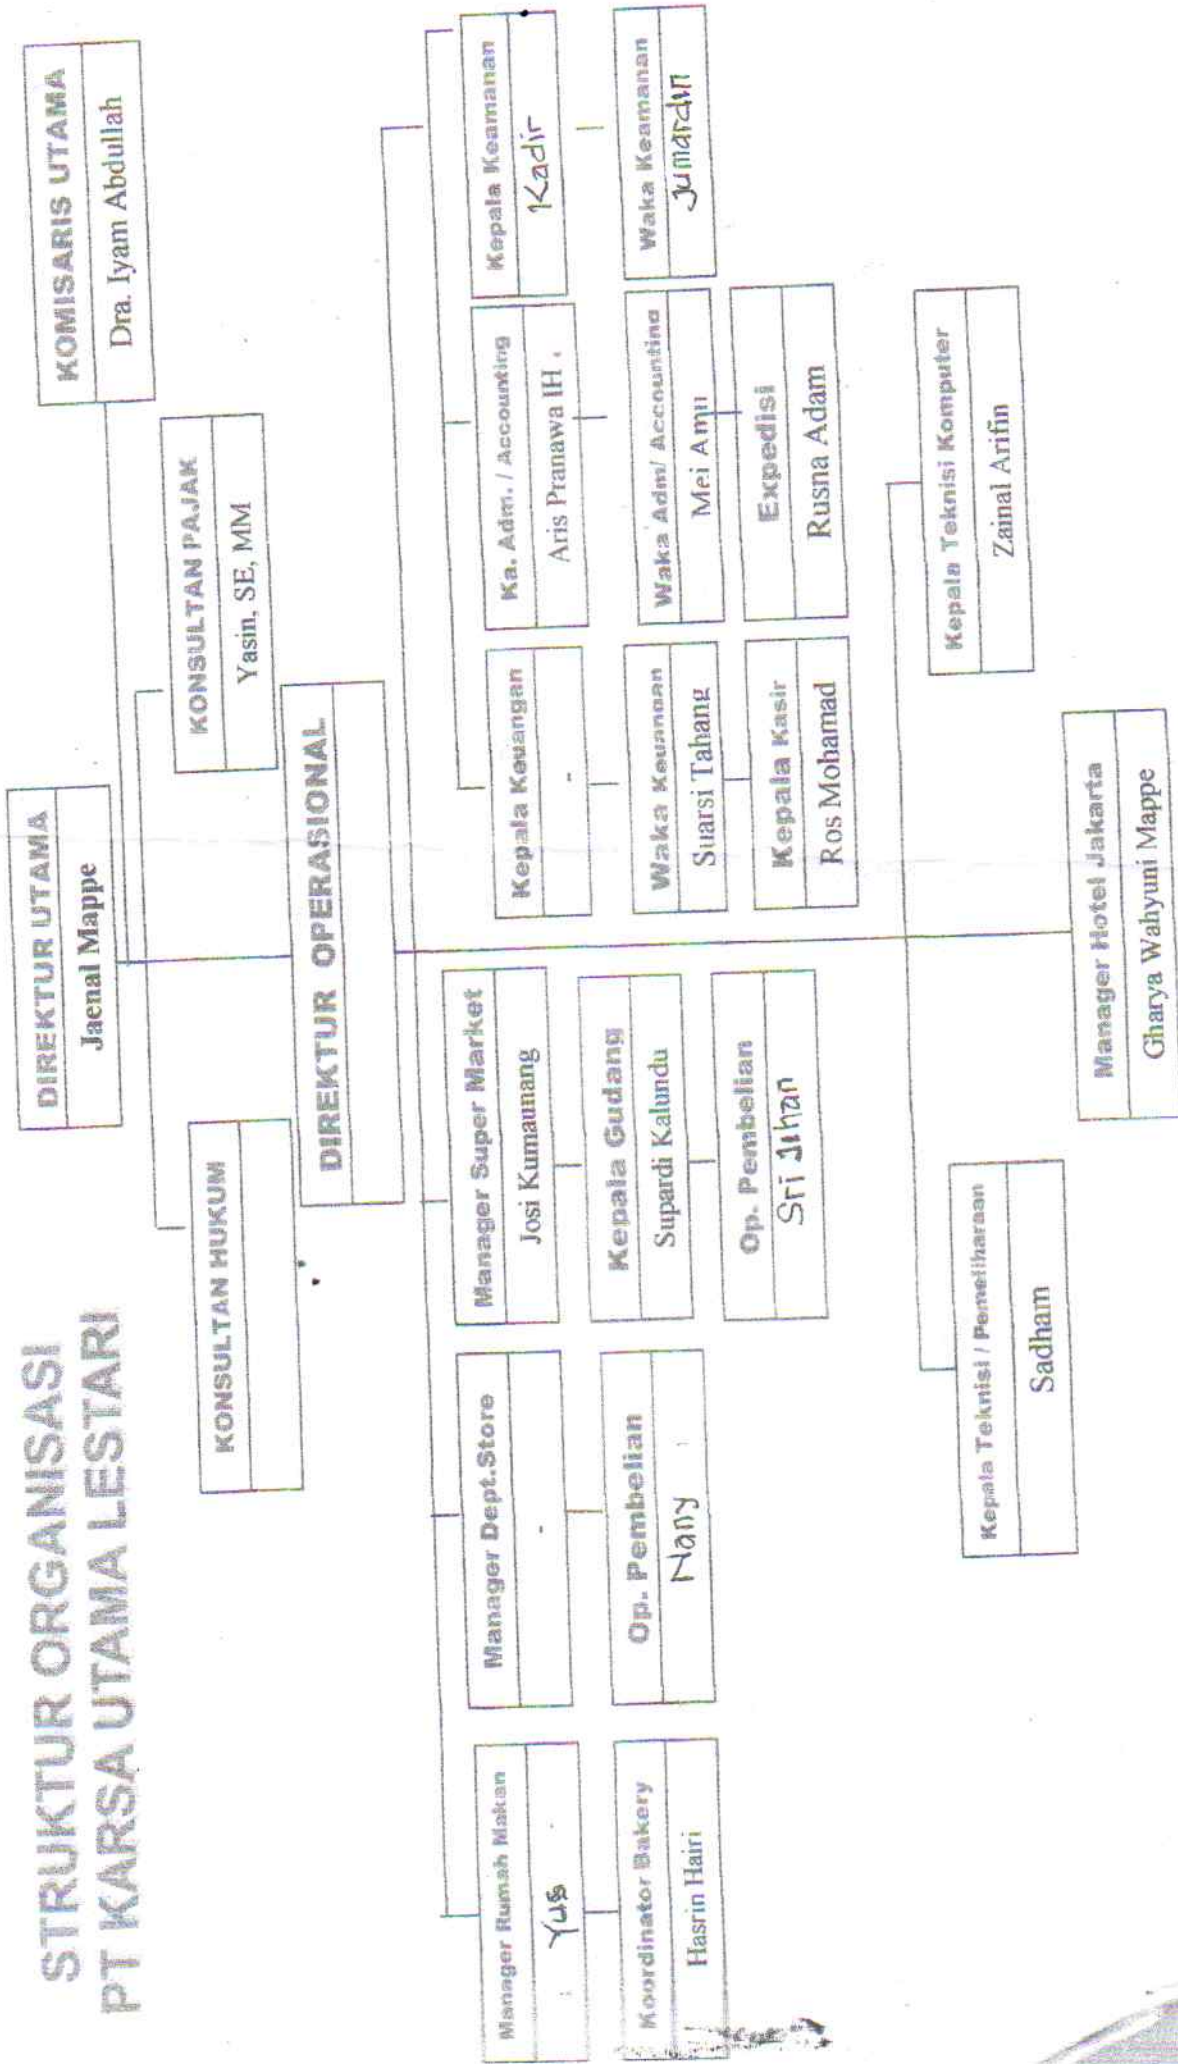 STRUKTUR ORGANISASI
PT KARSA UTAMA LESTARI
DIREKTUR UTAMA
Jaenal Mappe
KOMISARIS UTAMA
Dra. Iyam Abdullah
KONSULTAN HUKUM
KONSULTAN PAJAK
Yasin, SE, MM
DIREKTUR OPERASIONAL
Manager Rumah Makan
Yus
Manager Dept.Store
-
Manager Super Market
Josi Kumaunang
Kepala Keuangan
-
Ka. Adm. / Accounting
Aris Pranawa IH .
Kepala Keamanan
Kadir
Koordinator Bakery
Hasrin Hairi
Op. Pembelian
Nany
Kepala Gudang
Supardi Kalundu
Waka Keuangan
Suarsi Tahang
Waka Adm/ Accounting
Mei Amu
Waka Keamanan
Jumardin
Op. Pembelian
Sri Jihan
Kepala Kasir
Ros Mohamad
Expedisi
Rusna Adam
Kepala Teknisi / Pemeliharaan
Sadham
Kepala Teknisi Komputer
Zainal Arifin
Manager Hotel Jakarta
Gharya Wahyuni Mappe